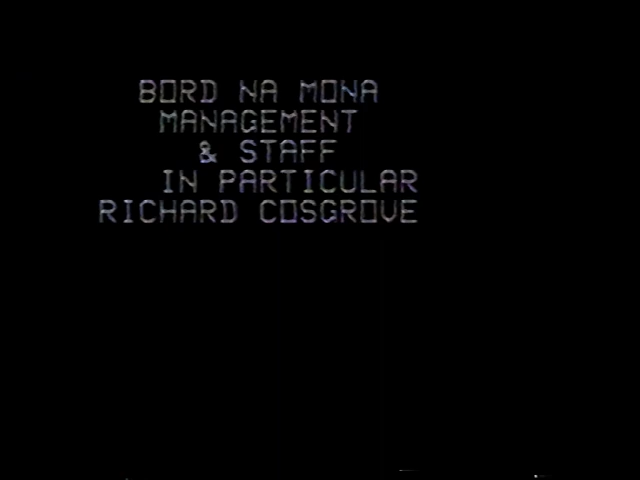 BORD NA MONA
MANAGEMENT
& STAFF
IN PARTICULAR
RICHARD COSGROVE